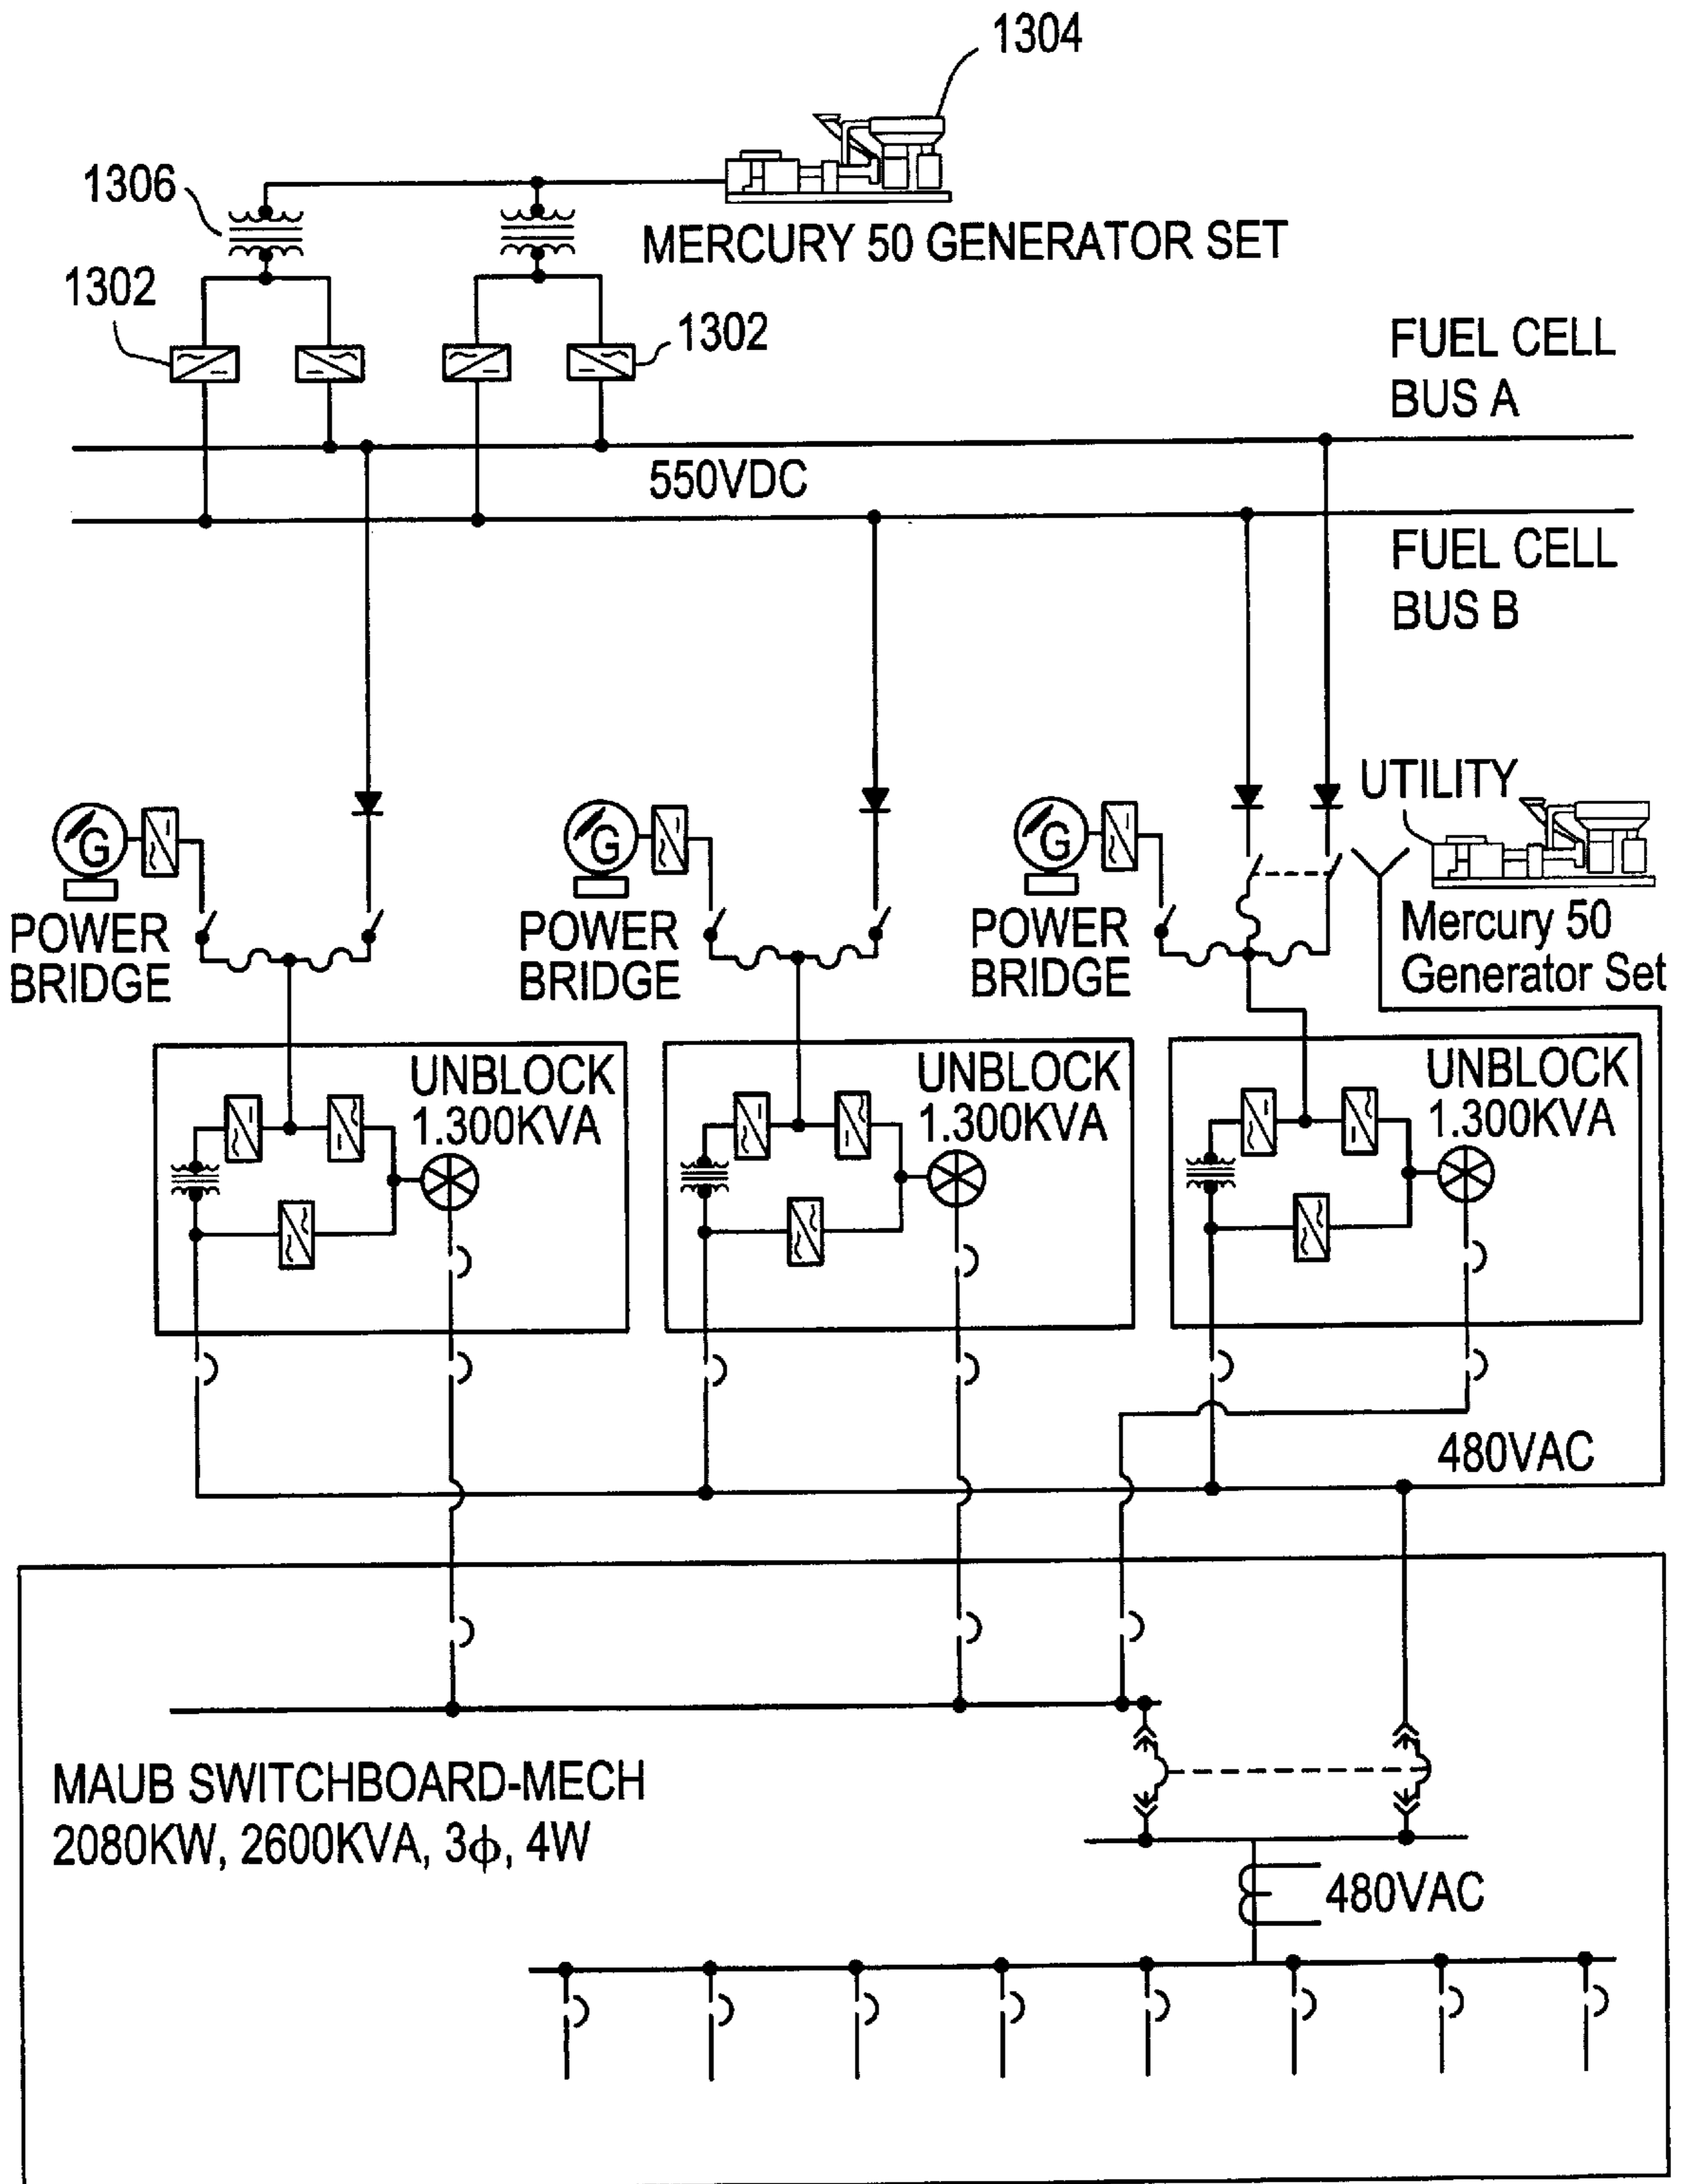 1304
1306
MERCURY 50 GENERATOR SET
1302
1302
FUEL CELL
BUS A
550VDC
FUEL CELL
BUS B
UTILITY
G
G
G
POWER
BRIDGE
POWER
BRIDGE
POWER
BRIDGE
Mercury 50
Generator Set
UNBLOCK
1.300KVA
UNBLOCK
1.300KVA
UNBLOCK
1.300KVA
480VAC
MAUB SWITCHBOARD-MECH
2080KW, 2600KVA, 3ϕ, 4W
480VAC